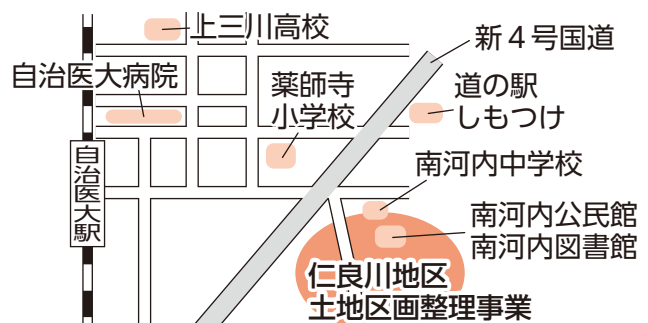 上三川高校
新４号国道
自治医大病院
薬師寺
小学校
道の駅
しもつけ
自治医大駅
南河内中学校
南河内公民館
南河内図書館
仁良川地区
土地区画整理事業